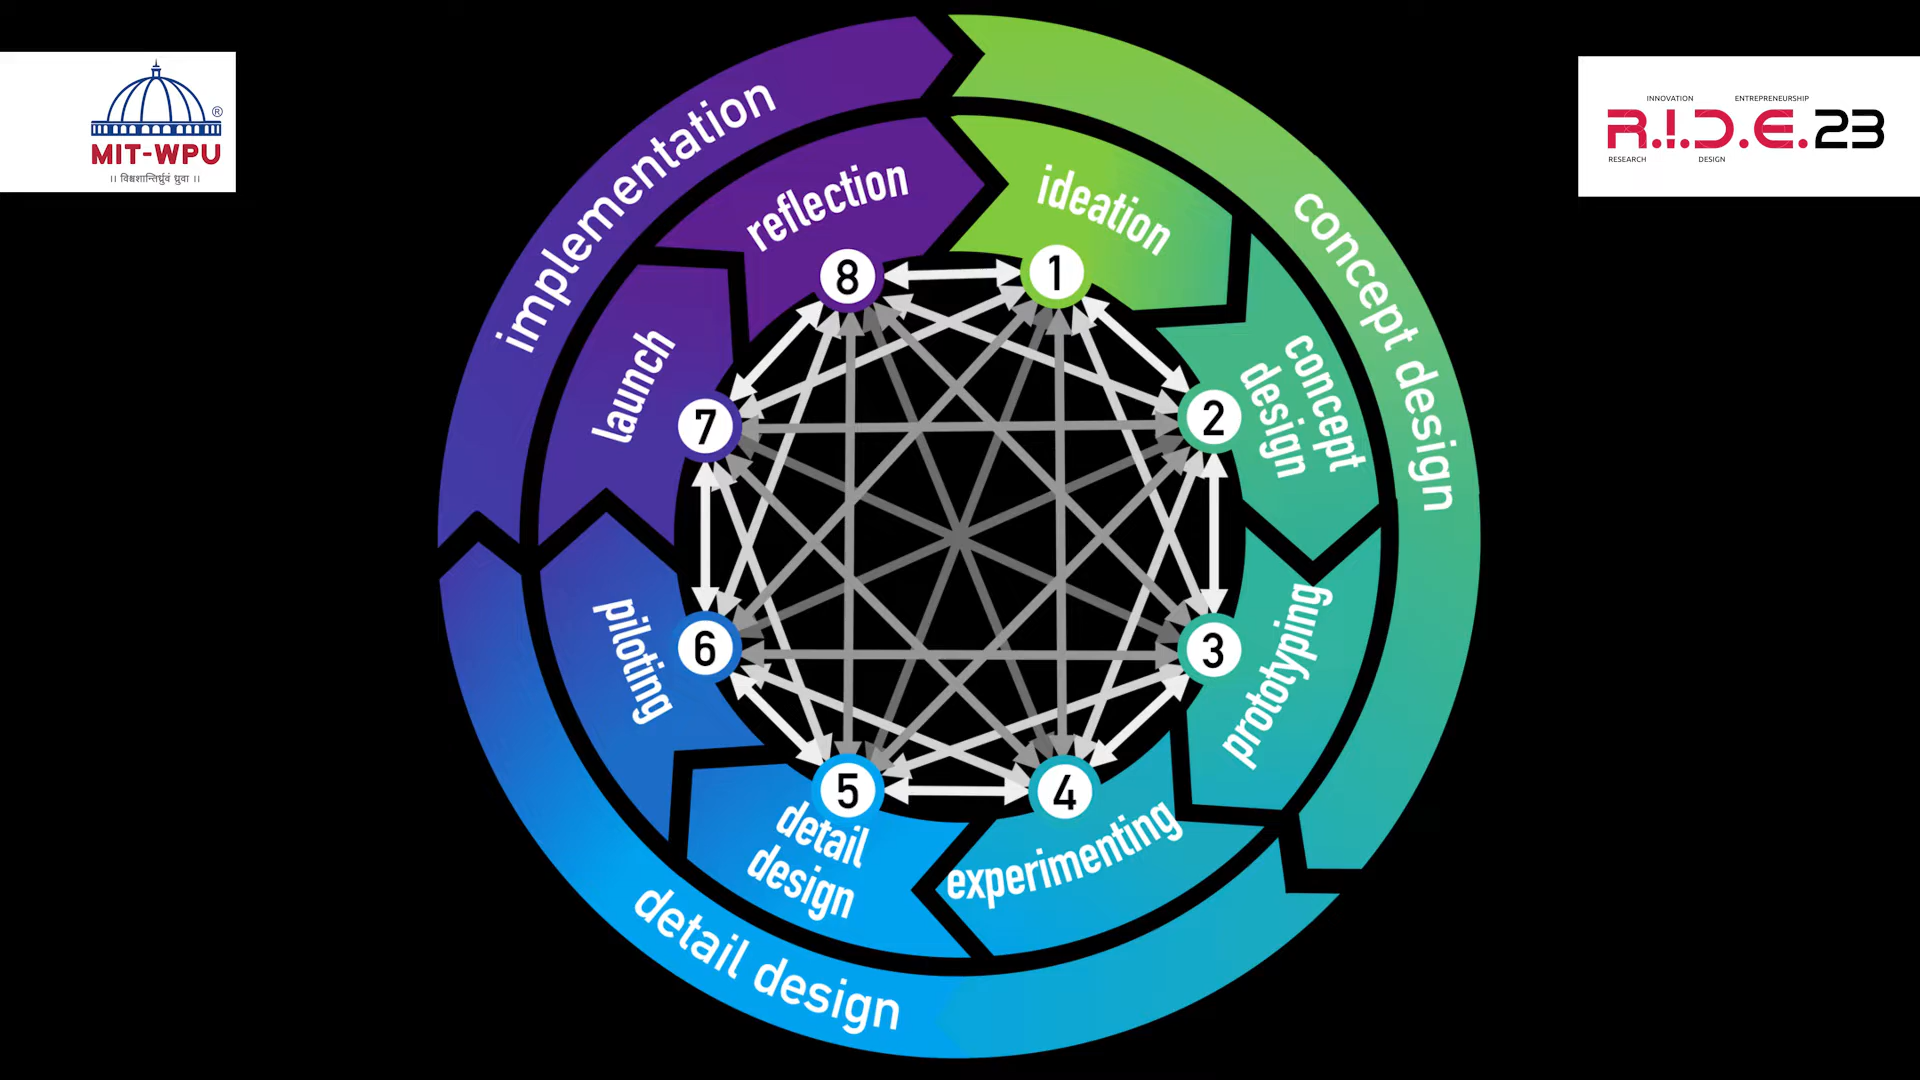 MIT-WPU
®
।। विश्वशान्तिर्ध्रुवं ध्रुवा ।।
INNOVATION ENTREPRENEURSHIP
R.I.D.E.23
RESEARCH DESIGN
implementation
concept design
detail design
ideation
concept
design
prototyping
experimenting
detail
design
piloting
launch
reflection
1
2
3
4
5
6
7
8